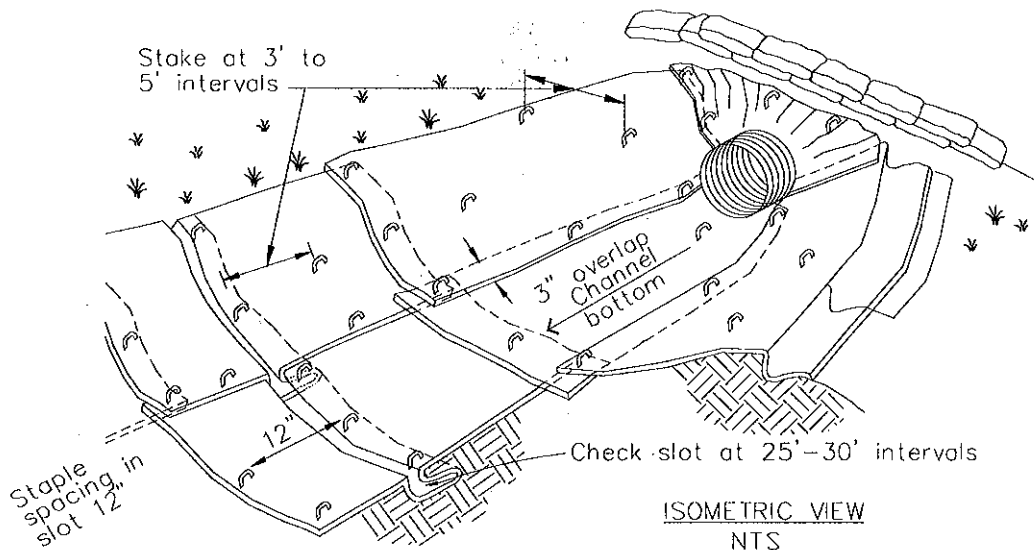 Stake at 3' to
5' intervals
3" overlap
Channel
bottom
12"
Staple
spacing in
slot 12"
Check slot at 25'-30' intervals
ISOMETRIC VIEW
NTS